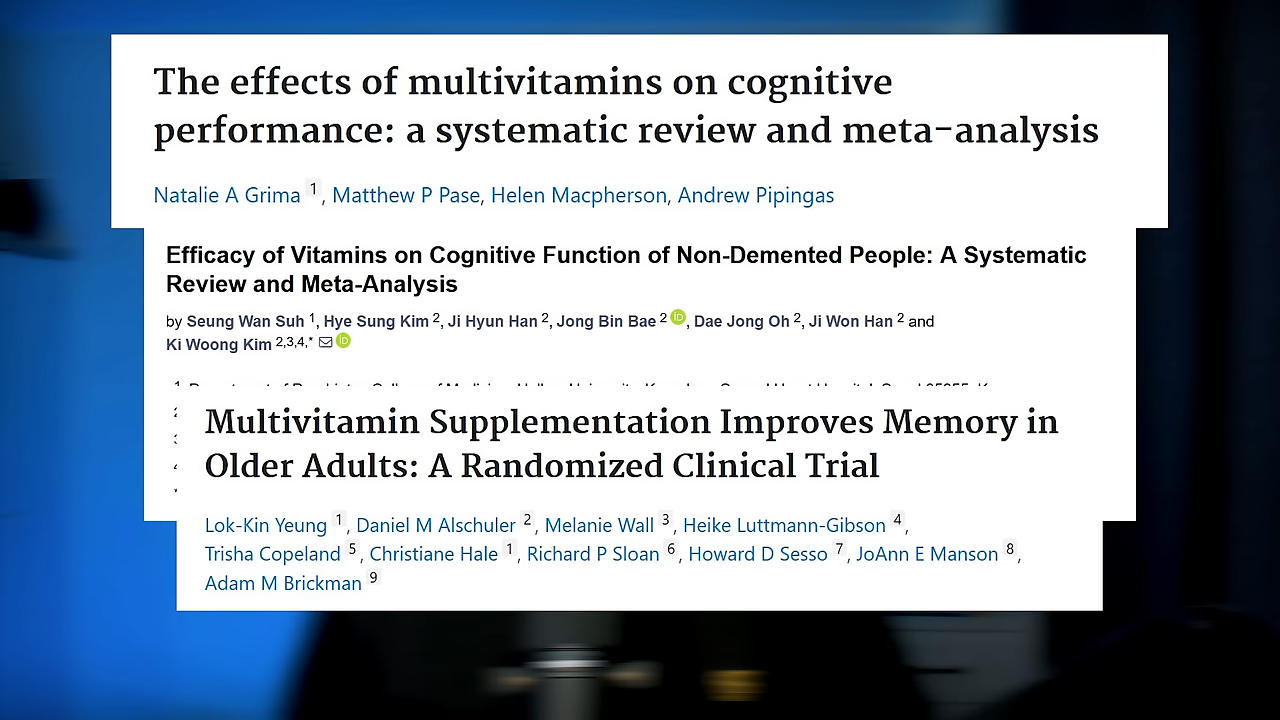 The effects of multivitamins on cognitive
performance: a systematic review and meta-analysis
Natalie A Grima 1, Matthew P Pase, Helen Macpherson, Andrew Pipingas
Efficacy of Vitamins on Cognitive Function of Non-Demented People: A Systematic
Review and Meta-Analysis
by Seung Wan Suh 1, Hye Sung Kim 2, Ji Hyun Han 2, Jong Bin Bae 2 iD, Dae Jong Oh 2, Ji Won Han 2 and
Ki Woong Kim 2,3,4,* iD
Multivitamin Supplementation Improves Memory in
Older Adults: A Randomized Clinical Trial
Lok-Kin Yeung 1, Daniel M Alschuler 2, Melanie Wall 3, Heike Luttmann-Gibson 4,
Trisha Copeland 5, Christiane Hale 1, Richard P Sloan 6, Howard D Sesso 7, JoAnn E Manson 8,
Adam M Brickman 9